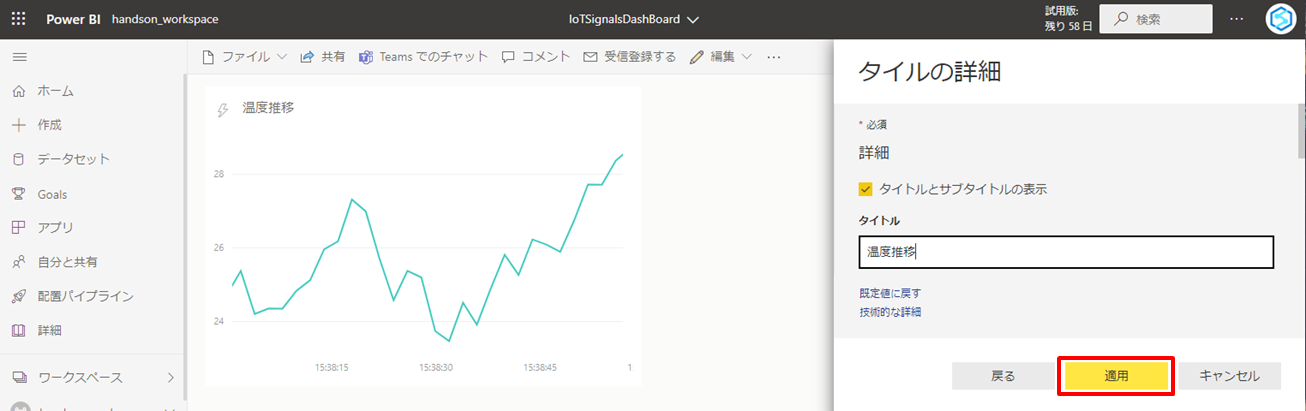 Power BI
handson_workspace
IoTSignalsDashBoard
試用版:
残り 58 日
検索
ファイル
共有
Teams でのチャット
コメント
受信登録する
編集
ホーム
作成
データセット
Goals
アプリ
自分と共有
配置パイプライン
詳細
ワークスペース
温度推移
28
26
24
15:38:15
15:38:30
15:38:45
1
タイルの詳細
* 必須
詳細
タイトルとサブタイトルの表示
タイトル
温度推移
既定値に戻す
技術的な詳細
戻る
適用
キャンセル